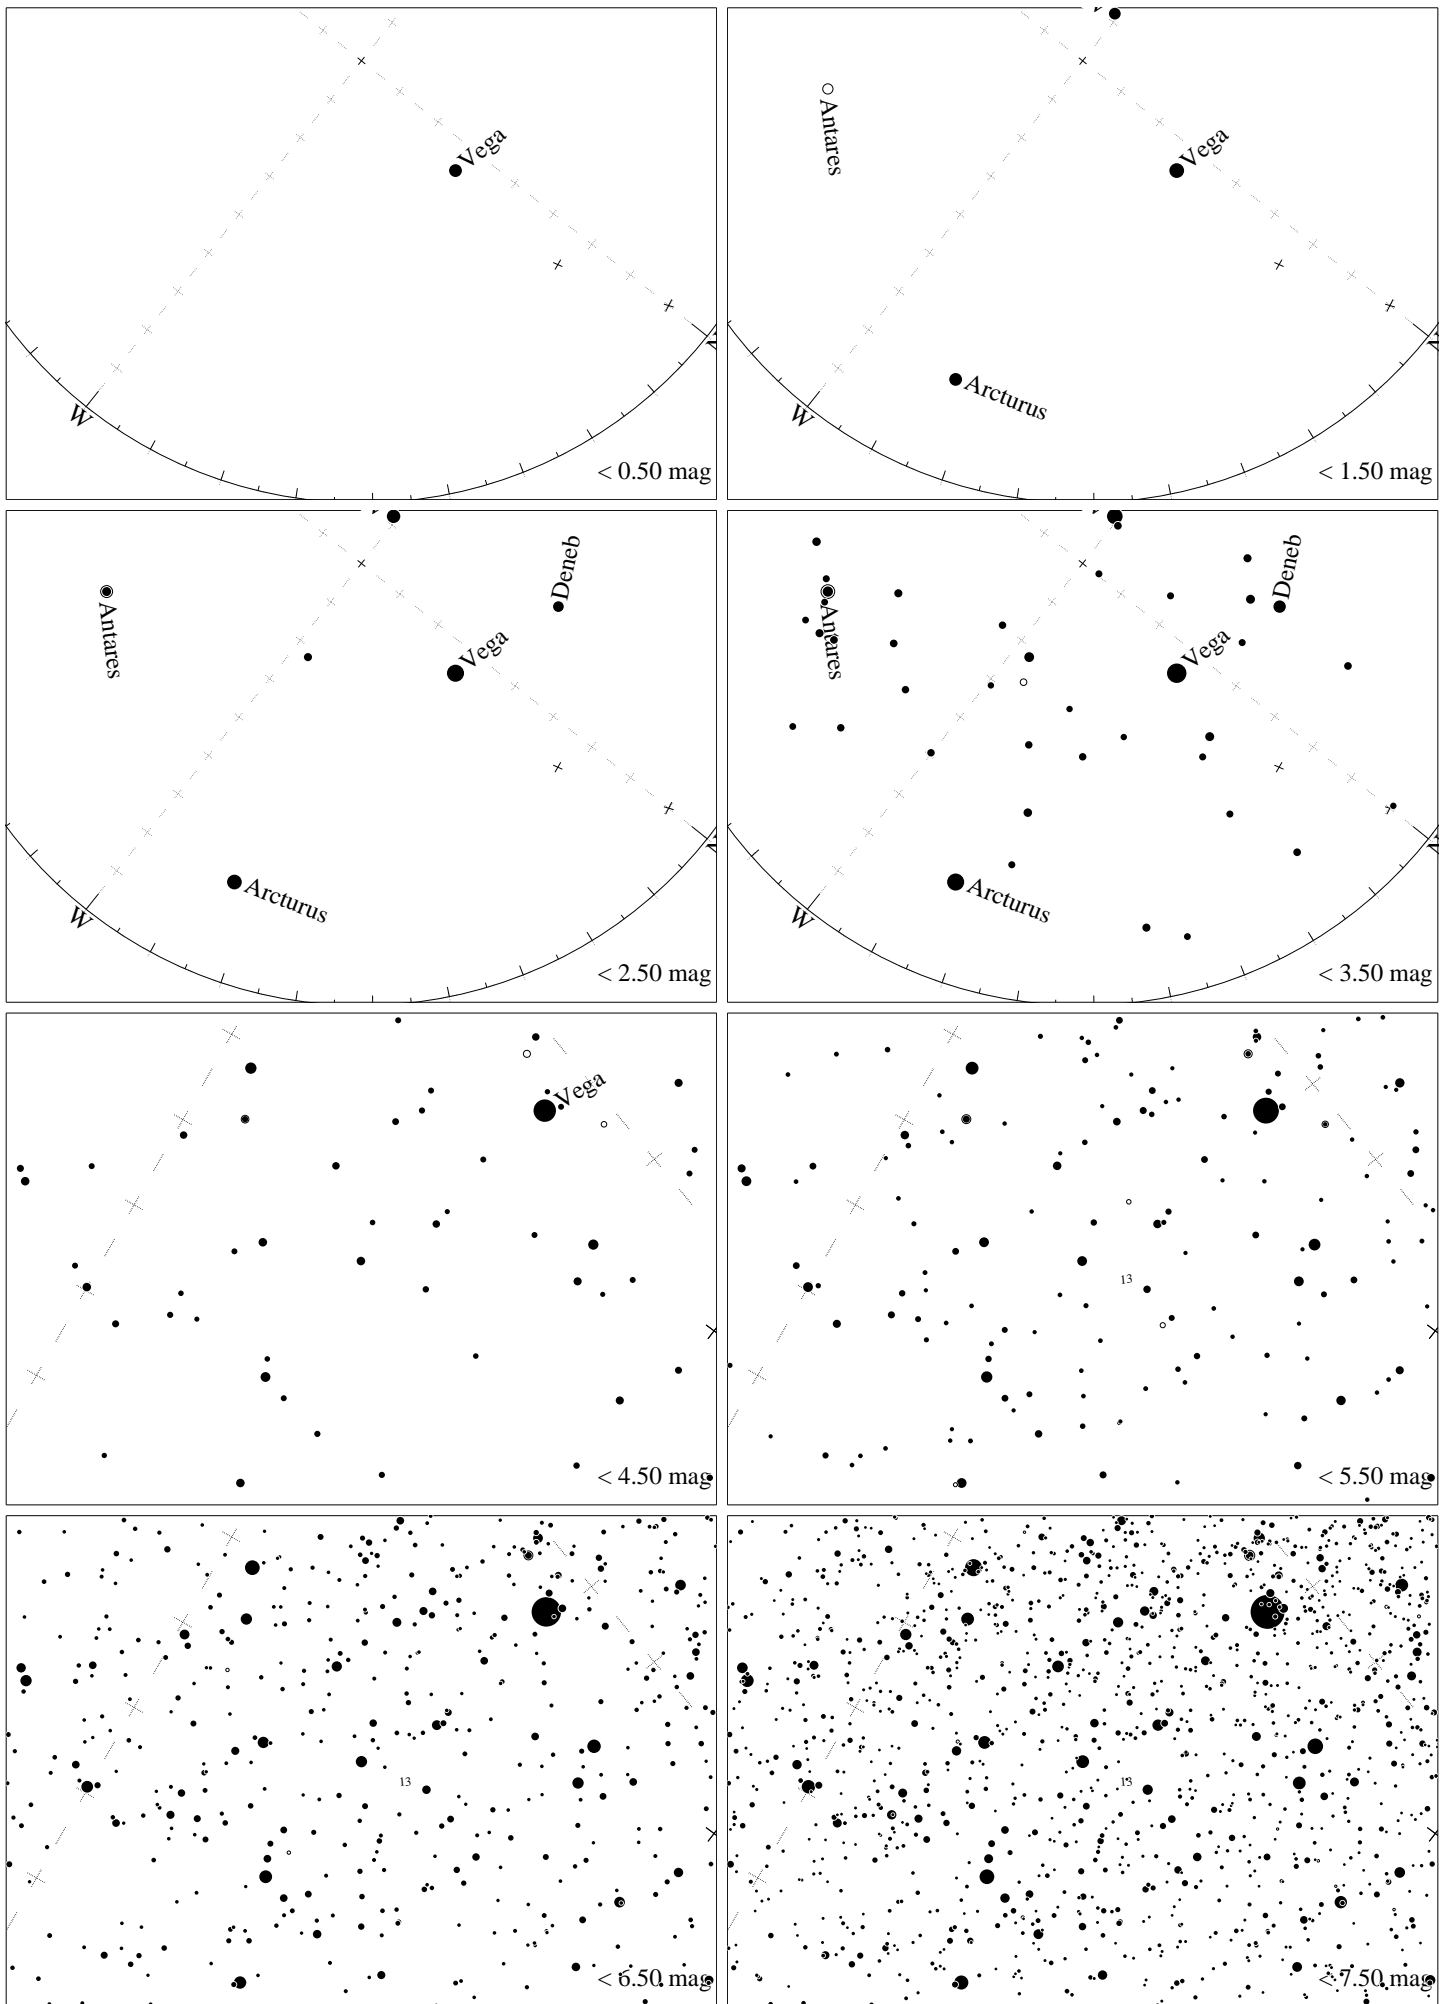 Vega
W
< 0.50 mag
Antares
Vega
Arcturus
W
< 1.50 mag
Deneb
Antares
Vega
Arcturus
W
< 2.50 mag
Deneb
Antares
Vega
Arcturus
W
< 3.50 mag
Vega
< 4.50 mag
13
< 5.50 mag
13
< 6.50 mag
13
< 7.50 mag